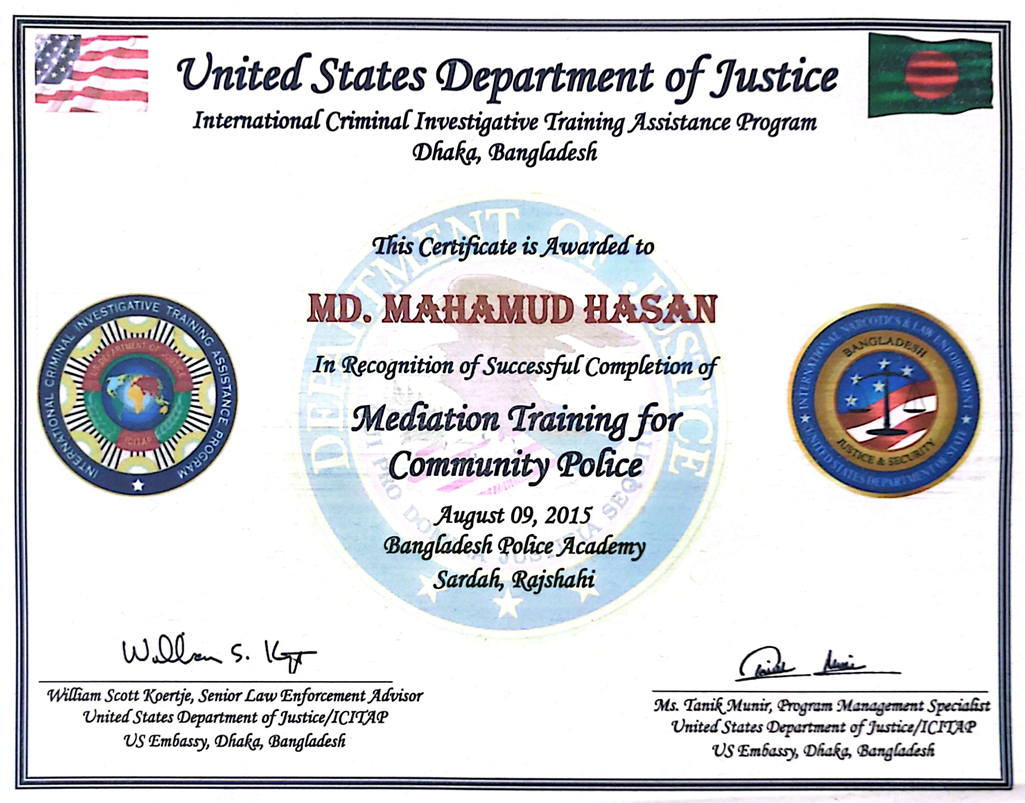 United States Department of Justice
International Criminal Investigative Training Assistance Program
Dhaka, Bangladesh
This Certificate is Awarded to
MD. MAHAMUD HASAN
In Recognition of Successful Completion of
Mediation Training for
Community Police
August 09, 2015
Bangladesh Police Academy
Sardah, Rajshahi
DEPARTMENT OF JUSTICE
QUI PRO DOMINA JUSTITIA SEQUITUR
INTERNATIONAL CRIMINAL INVESTIGATIVE TRAINING ASSISTANCE PROGRAM
DEPARTMENT OF JUSTICE
ICITAP
INTERNATIONAL NARCOTICS & LAW ENFORCEMENT
BANGLADESH
JUSTICE & SECURITY
UNITED STATES DEPARTMENT OF STATE
William S.
William Scott Koertje, Senior Law Enforcement Advisor
United States Department of Justice/ICITAP
US Embassy, Dhaka, Bangladesh
Ms. Tanik Munir, Program Management Specialist
United States Department of Justice/ICITAP
US Embassy, Dhaka, Bangladesh